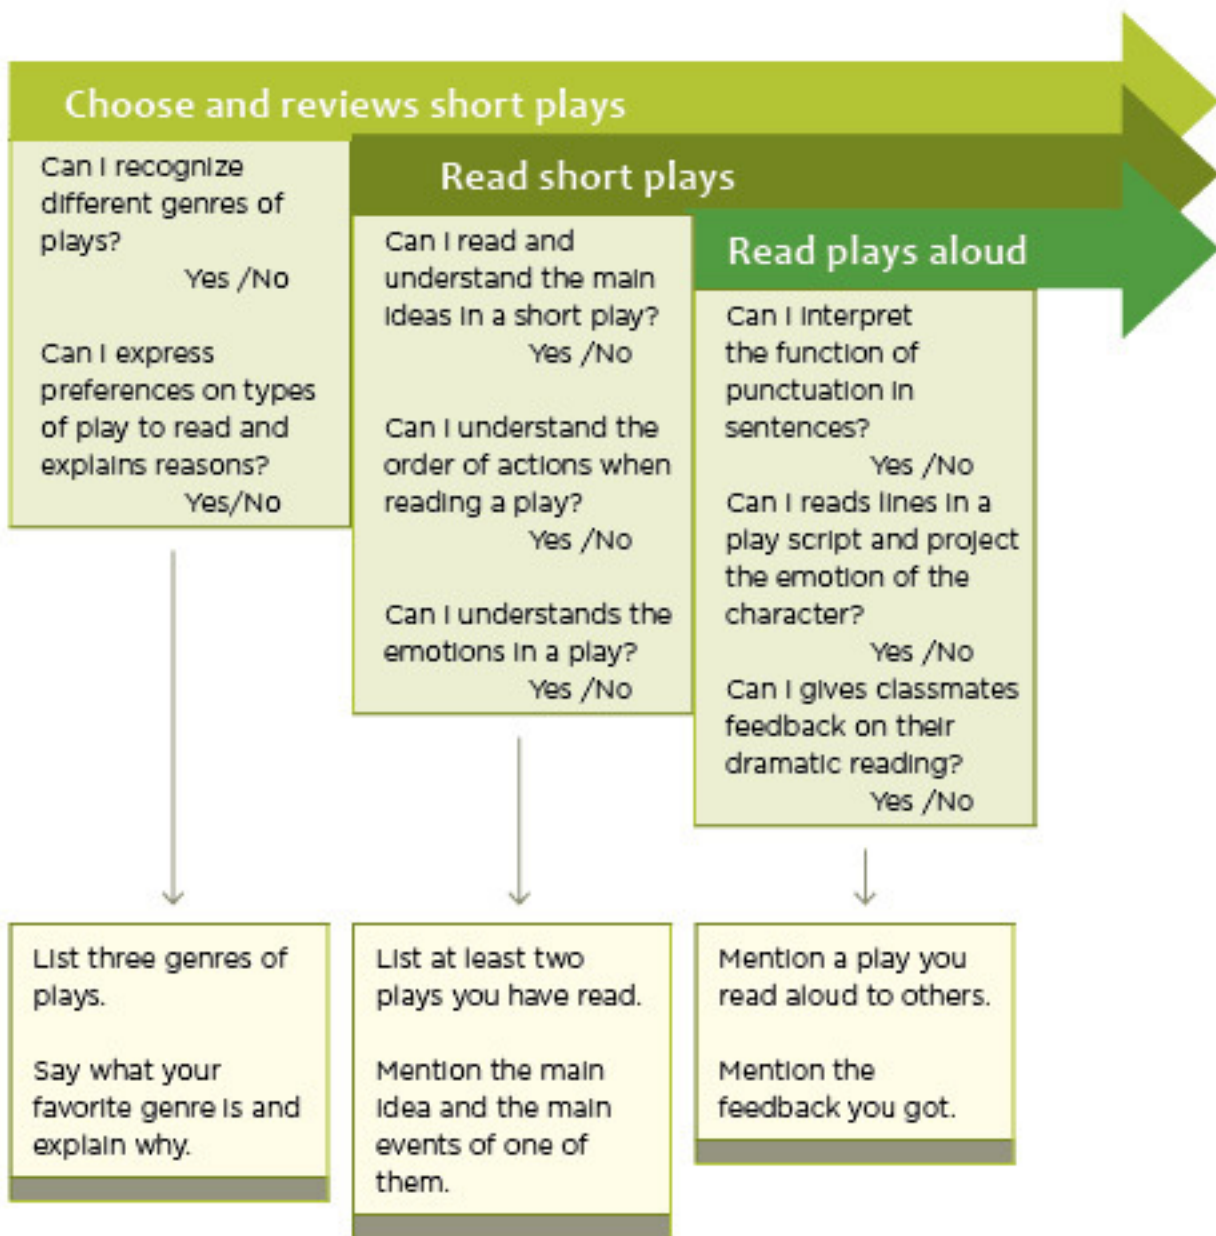 Choose and reviews short plays
Can I recognize
different genres of
plays?
Yes /No
Can I express
preferences on types
of play to read and
explains reasons?
Yes/No
Read short plays
Can I read and
understand the main
ideas in a short play?
Yes /No
Can I understand the
order of actions when
reading a play?
Yes /No
Can I understands the
emotions in a play?
Yes /No
Read plays aloud
Can I interpret
the function of
punctuation in
sentences?
Yes /No
Can I reads lines in a
play script and project
the emotion of the
character?
Yes /No
Can I gives classmates
feedback on their
dramatic reading?
Yes /No
List three genres of
plays.
Say what your
favorite genre is and
explain why.
List at least two
plays you have read.
Mention the main
idea and the main
events of one of
them.
Mention a play you
read aloud to others.
Mention the
feedback you got.